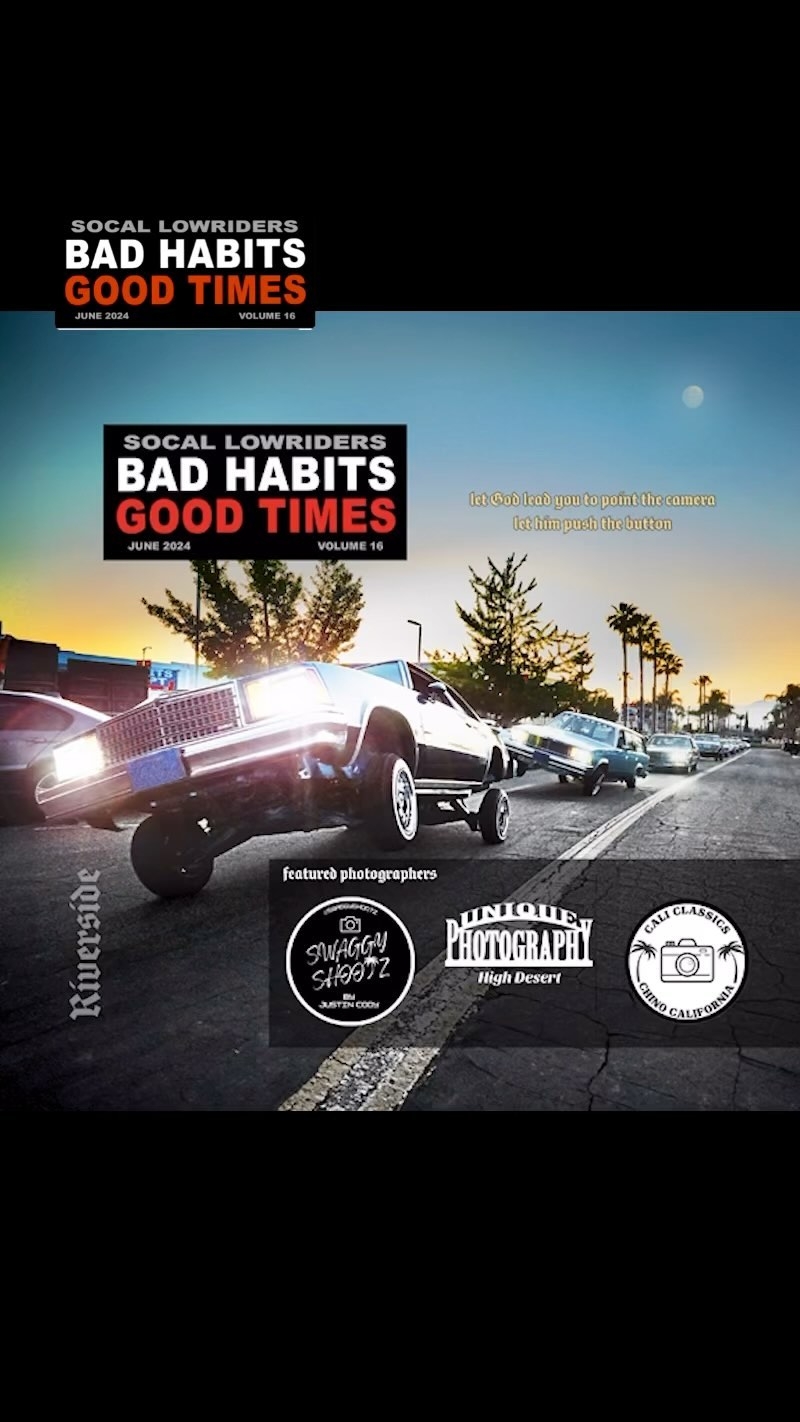 SOCAL LOWRIDERS
BAD HABITS
GOOD TIMES
JUNE 2024 VOLUME 16
SOCAL LOWRIDERS
BAD HABITS
GOOD TIMES
JUNE 2024 VOLUME 16
let God lead you to point the camera
let him push the button
Riverside
featured photographers
@SWAGGYSHOOTZ
SWAGGY
SHOOTZ
BY
JUSTIN CODY
UNIQUE
PHOTOGRAPHY
High Desert
CALI CLASSICS
CHINO CALIFORNIA